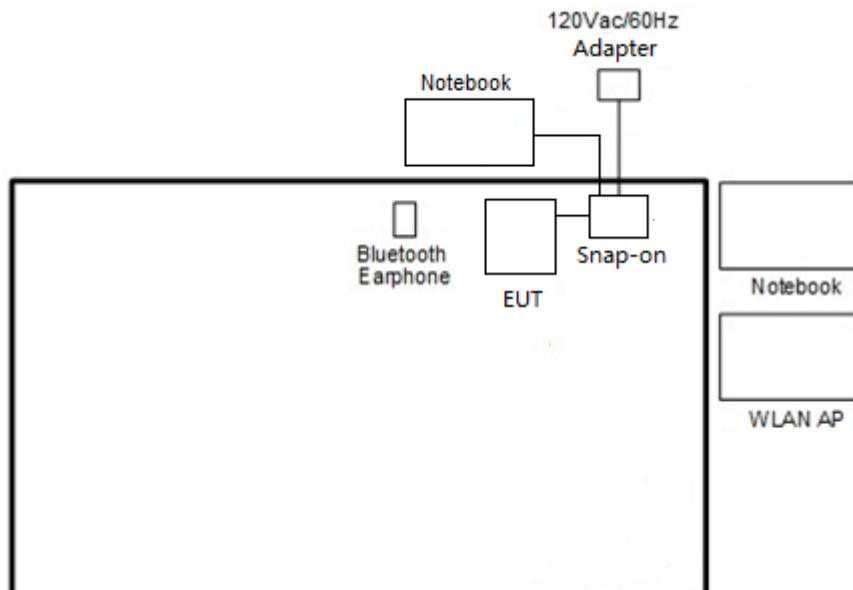 120Vac/60Hz
Adapter
Notebook
Bluetooth
Earphone
Snap-on
EUT
Notebook
WLAN AP